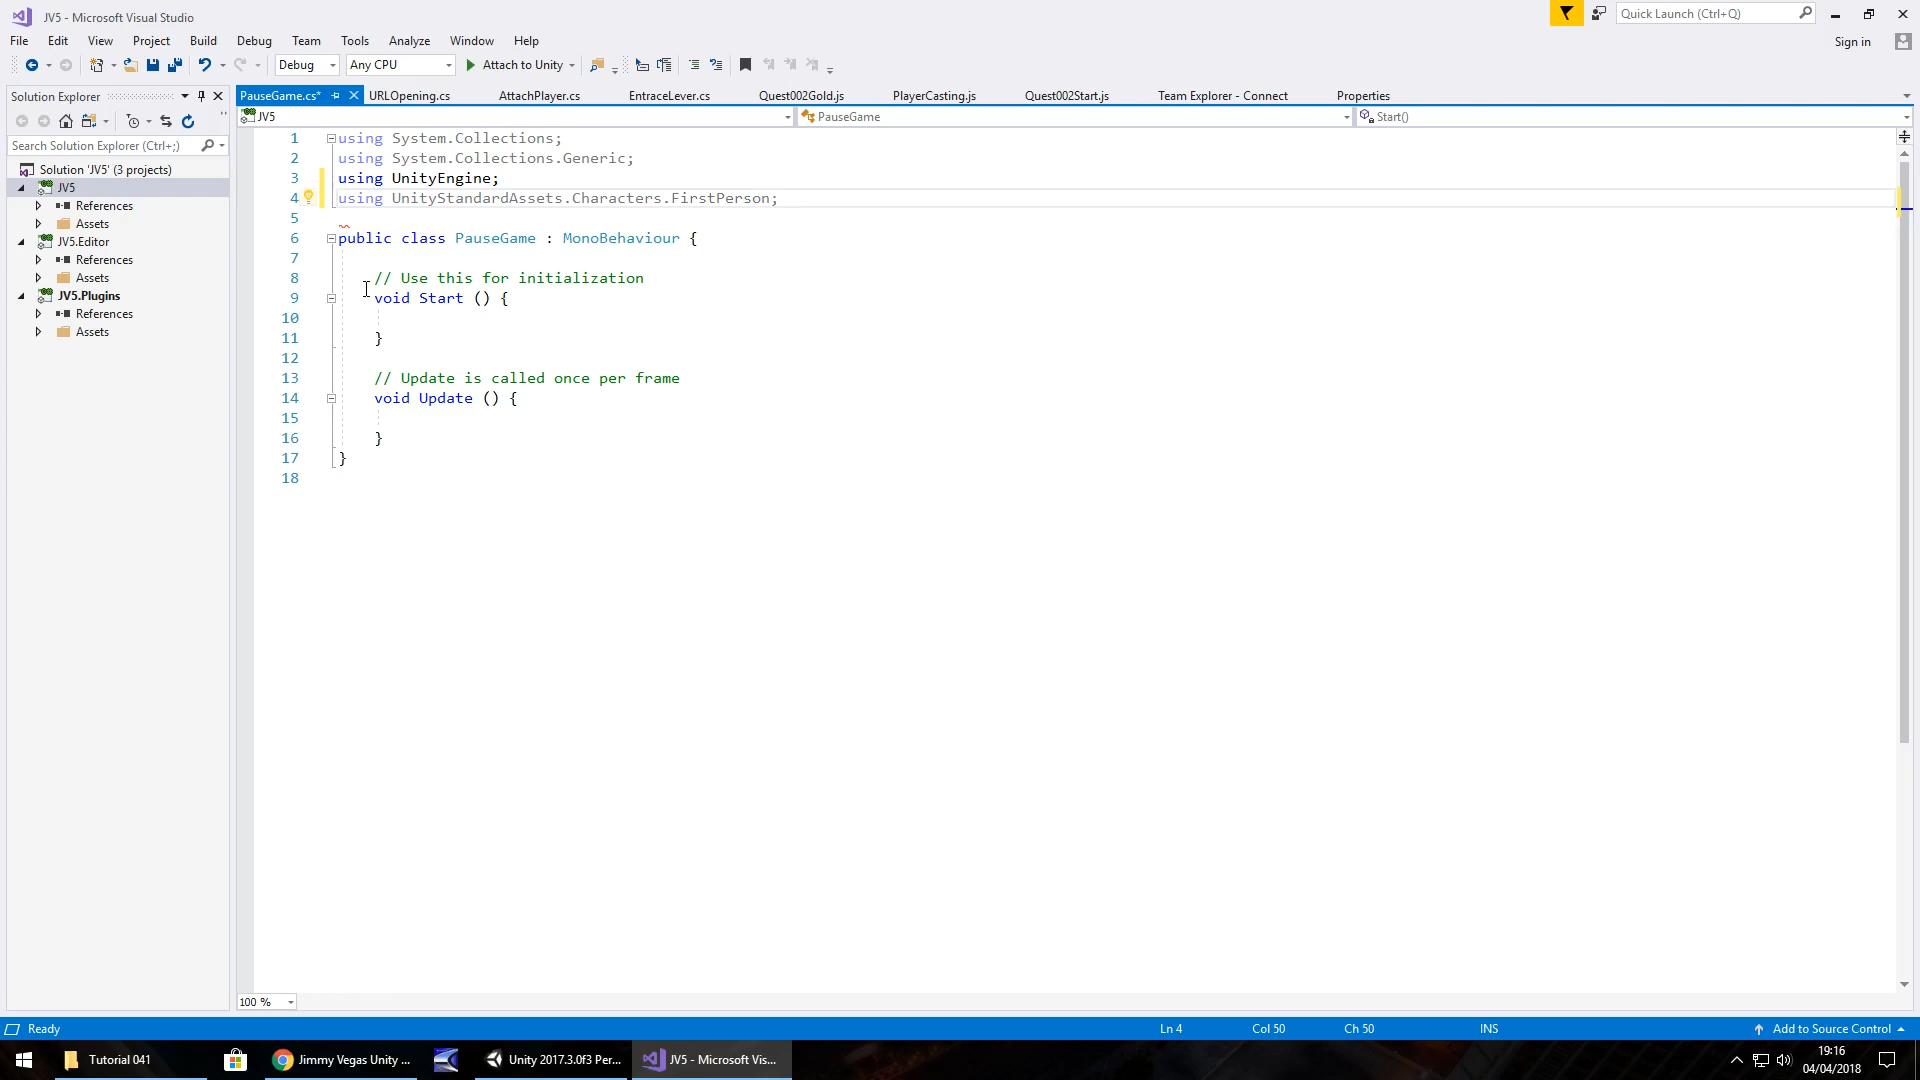 JV5 - Microsoft Visual Studio
Quick Launch (Ctrl+Q)
File Edit View Project Build Debug Team Tools Analyze Window Help
Sign in
Debug Any CPU Attach to Unity
Solution Explorer
PauseGame.cs* URLOpening.cs AttachPlayer.cs EntraceLever.cs Quest002Gold.js PlayerCasting.js Quest002Start.js Team Explorer - Connect Properties
JV5 PauseGame Start()
Search Solution Explorer (Ctrl+;)
Solution 'JV5' (3 projects)
JV5
References
Assets
JV5.Editor
References
Assets
JV5.Plugins
References
Assets
1 using System.Collections;
2 using System.Collections.Generic;
3 using UnityEngine;
4 using UnityStandardAssets.Characters.FirstPerson;
5
6 public class PauseGame : MonoBehaviour {
7
8 // Use this for initialization
9 void Start () {
10
11 }
12
13 // Update is called once per frame
14 void Update () {
15
16 }
17 }
18
100 %
Ready Ln 4 Col 50 Ch 50 INS Add to Source Control
Tutorial 041 Jimmy Vegas Unity ... Unity 2017.3.0f3 Per... JV5 - Microsoft Vis...
19:16
04/04/2018